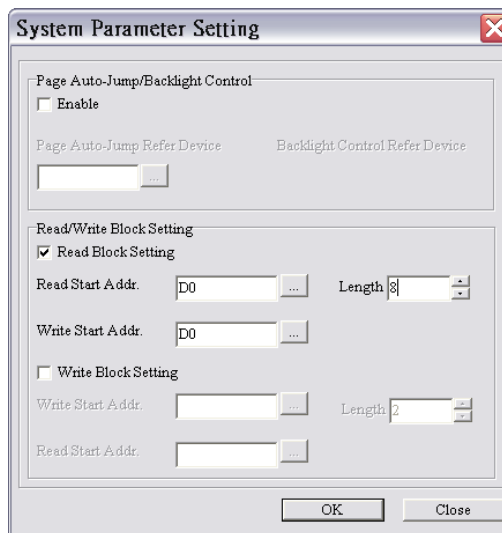 System Parameter Setting
Page Auto-Jump/Backlight Control
Enable
Page Auto-Jump Refer Device Backlight Control Refer Device
...
Read/Write Block Setting
Read Block Setting
Read Start Addr. D0 ... Length 8
Write Start Addr. D0 ...
Write Block Setting
Write Start Addr. ... Length 2
Read Start Addr. ...
OK Close